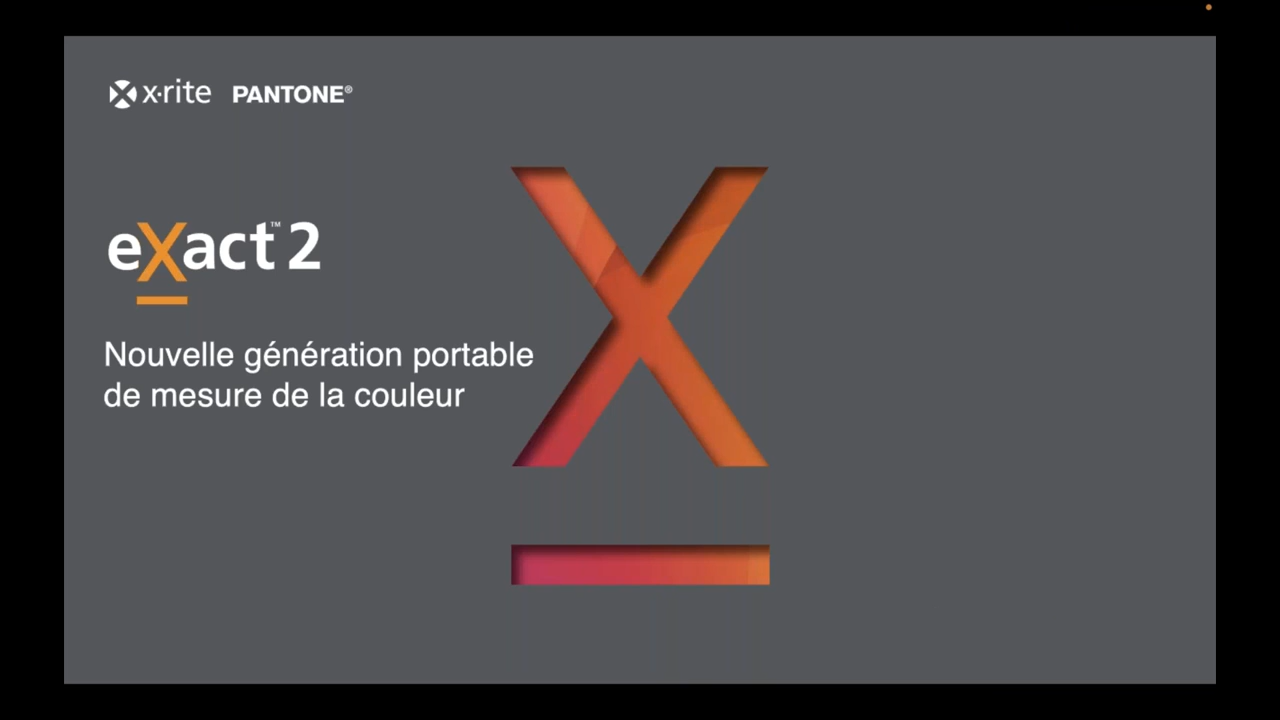 x·rite PANTONE®
eXact™ 2
Nouvelle génération portable
de mesure de la couleur
X